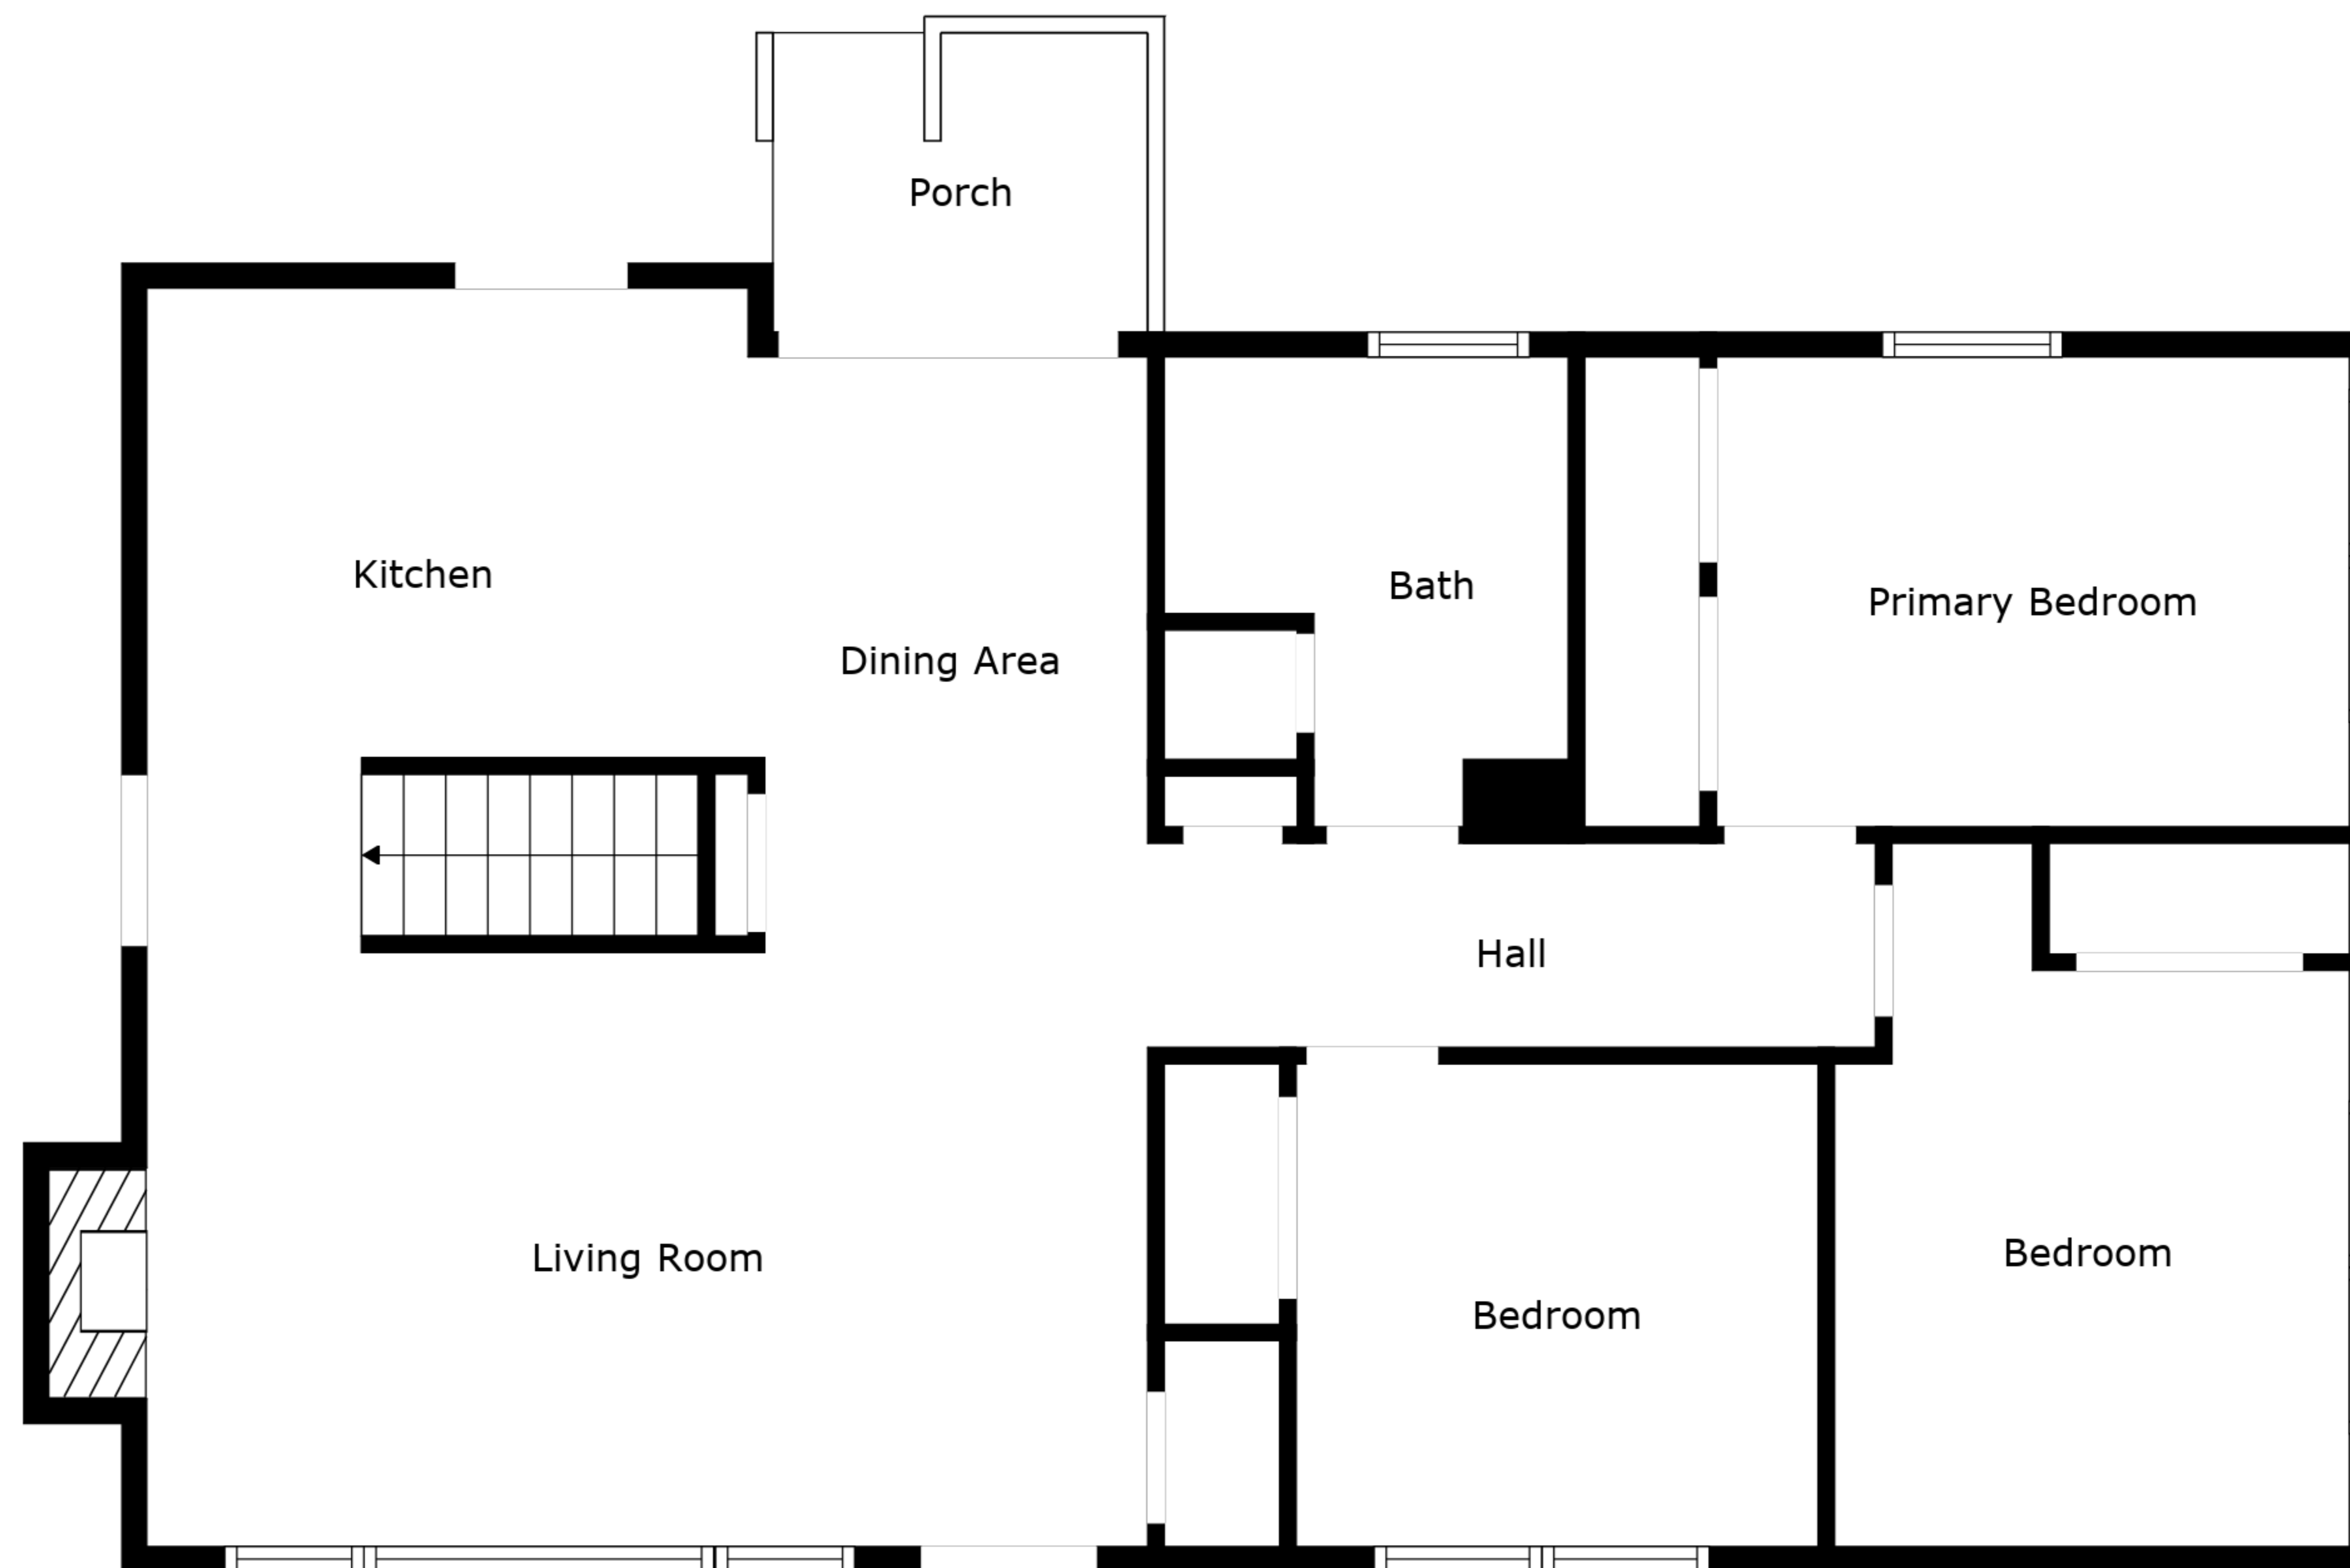 Porch
Kitchen
Bath
Primary Bedroom
Dining Area
Hall
Living Room
Bedroom
Bedroom